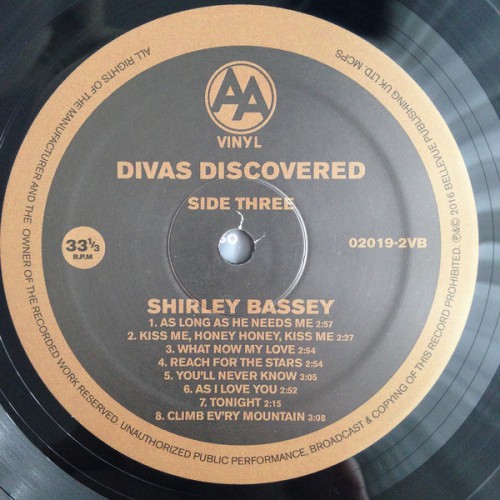 AA
VINYL
DIVAS DISCOVERED
SIDE THREE
33⅓
R.P.M
02019-2VB
SHIRLEY BASSEY
1. AS LONG AS HE NEEDS ME 2:57
2. KISS ME, HONEY HONEY, KISS ME 2:27
3. WHAT NOW MY LOVE 2:54
4. REACH FOR THE STARS 2:54
5. YOU'LL NEVER KNOW 3:05
6. AS I LOVE YOU 2:52
7. TONIGHT 2:15
8. CLIMB EV'RY MOUNTAIN 3:08
ALL RIGHTS OF THE MANUFACTURER AND THE OWNER OF THE RECORDED WORK RESERVED. UNAUTHORIZED PUBLIC PERFORMANCE, BROADCAST & COPYING OF THIS RECORD PROHIBITED. ℗&© 2016 BELLEVUE PUBLISHING UK LTD. MCPS